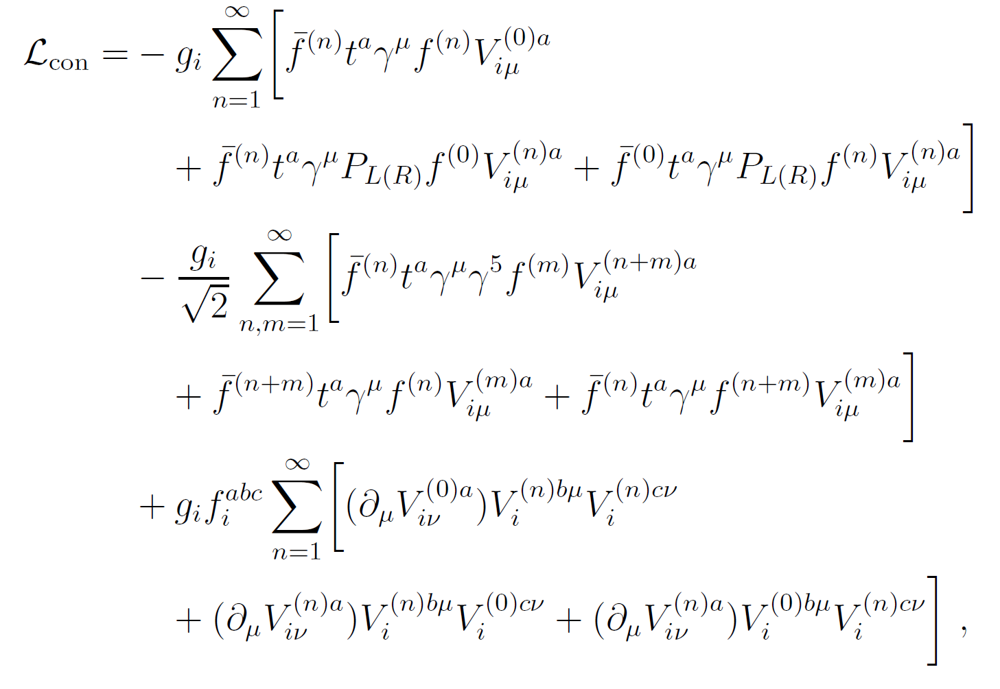 \mathcal{L}_{\text{con}} = - g_i \sum_{n=1}^{\infty} \Big[ \bar{f}^{(n)} t^a \gamma^\mu f^{(n)} V_{i\mu}^{(0)a}
+ \bar{f}^{(n)} t^a \gamma^\mu P_{L(R)} f^{(0)} V_{i\mu}^{(n)a} + \bar{f}^{(0)} t^a \gamma^\mu P_{L(R)} f^{(n)} V_{i\mu}^{(n)a} \Big]
- \frac{g_i}{\sqrt{2}} \sum_{n,m=1}^{\infty} \Big[ \bar{f}^{(n)} t^a \gamma^\mu \gamma^5 f^{(m)} V_{i\mu}^{(n+m)a}
+ \bar{f}^{(n+m)} t^a \gamma^\mu f^{(n)} V_{i\mu}^{(m)a} + \bar{f}^{(n)} t^a \gamma^\mu f^{(n+m)} V_{i\mu}^{(m)a} \Big]
+ g_i f_i^{abc} \sum_{n=1}^{\infty} \Big[ (\partial_\mu V_{i\nu}^{(0)a}) V_i^{(n)b\mu} V_i^{(n)c\nu}
+ (\partial_\mu V_{i\nu}^{(n)a}) V_i^{(n)b\mu} V_i^{(0)c\nu} + (\partial_\mu V_{i\nu}^{(n)a}) V_i^{(0)b\mu} V_i^{(n)c\nu} \Big] ,